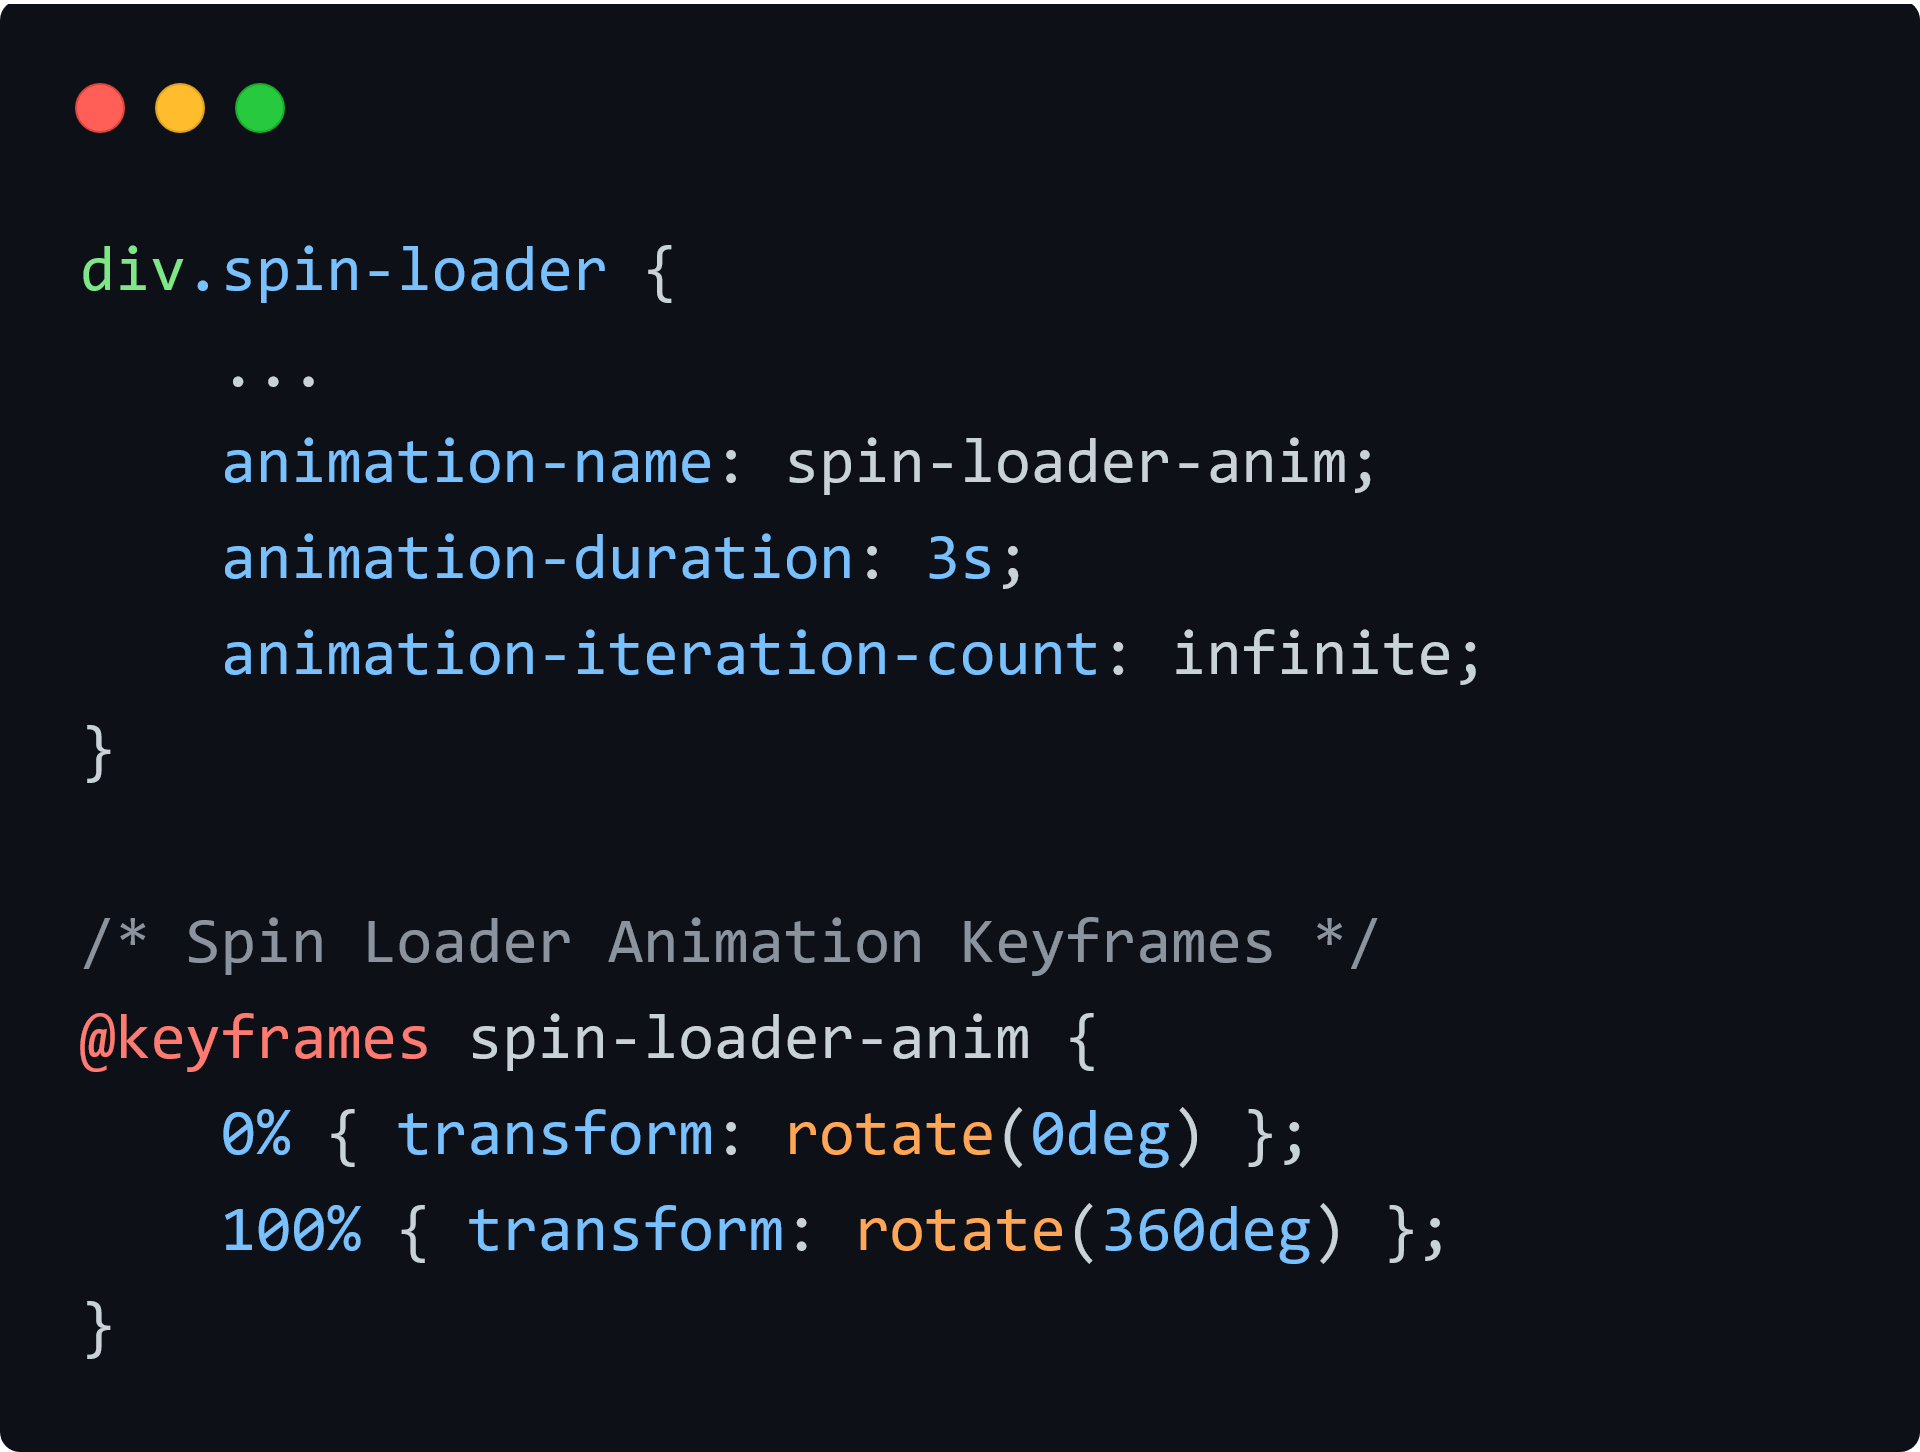 div.spin-loader {
    ...
    animation-name: spin-loader-anim;
    animation-duration: 3s;
    animation-iteration-count: infinite;
}

/* Spin Loader Animation Keyframes */
@keyframes spin-loader-anim {
    0% { transform: rotate(0deg) };
    100% { transform: rotate(360deg) };
}